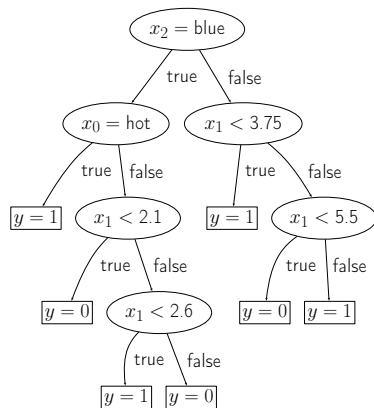 x₂ = blue
true false
x₀ = hot x₁ < 3.75
true false true false
y = 1 x₁ < 2.1 y = 1 x₁ < 5.5
true false true false
y = 0 x₁ < 2.6 y = 0 y = 1
true false
y = 1 y = 0